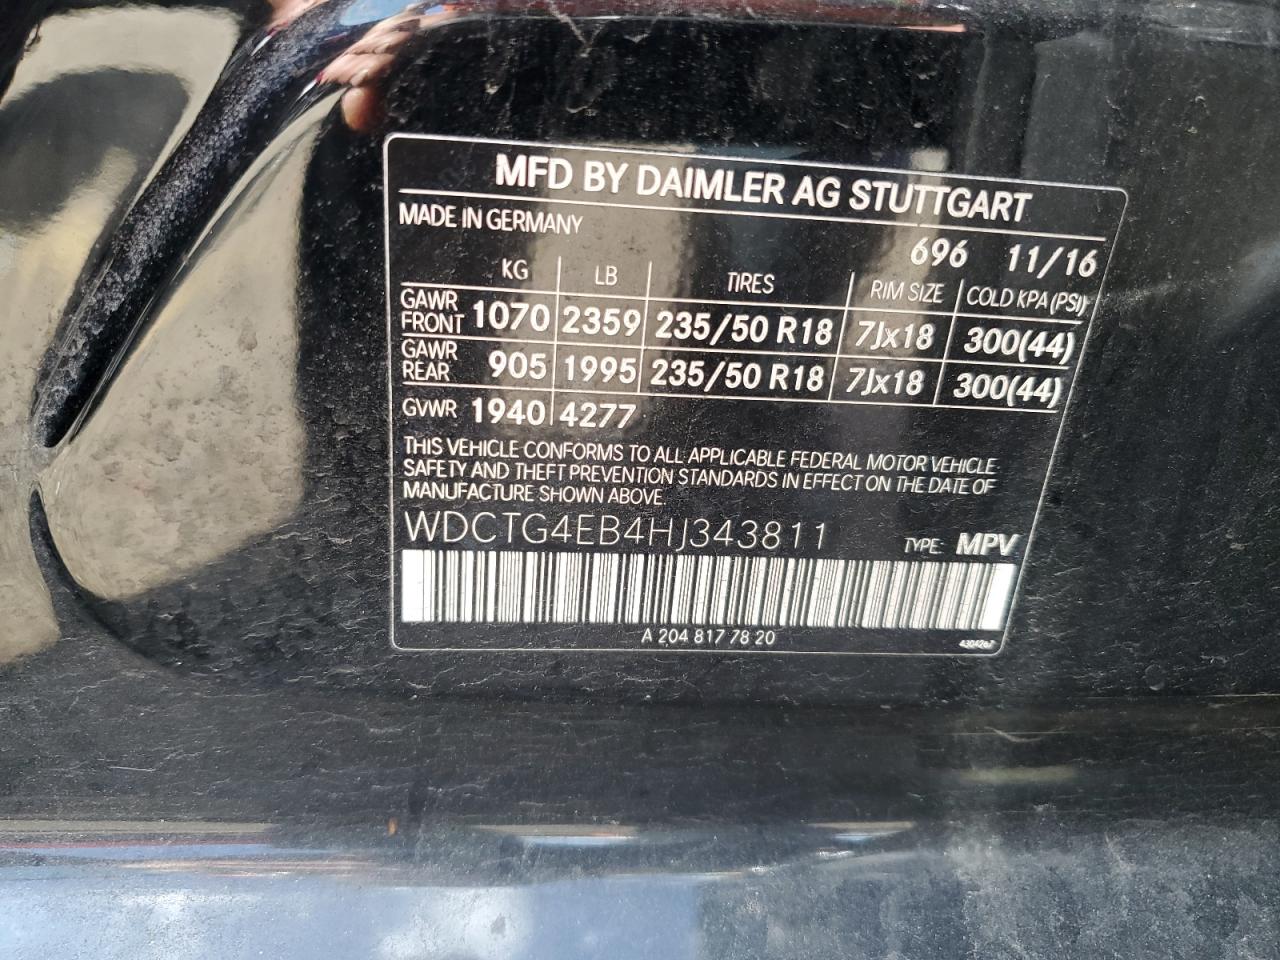 MFD BY DAIMLER AG STUTTGART
MADE IN GERMANY
696 11/16
KG LB TIRES RIM SIZE COLD KPA (PSI)
GAWR FRONT 1070 2359 235/50 R18 7Jx18 300(44)
GAWR REAR 905 1995 235/50 R18 7Jx18 300(44)
GVWR 1940 4277
THIS VEHICLE CONFORMS TO ALL APPLICABLE FEDERAL MOTOR VEHICLE
SAFETY AND THEFT PREVENTION STANDARDS IN EFFECT ON THE DATE OF
MANUFACTURE SHOWN ABOVE.
WDCTG4EB4HJ343811 TYPE: MPV
A 204 817 78 20